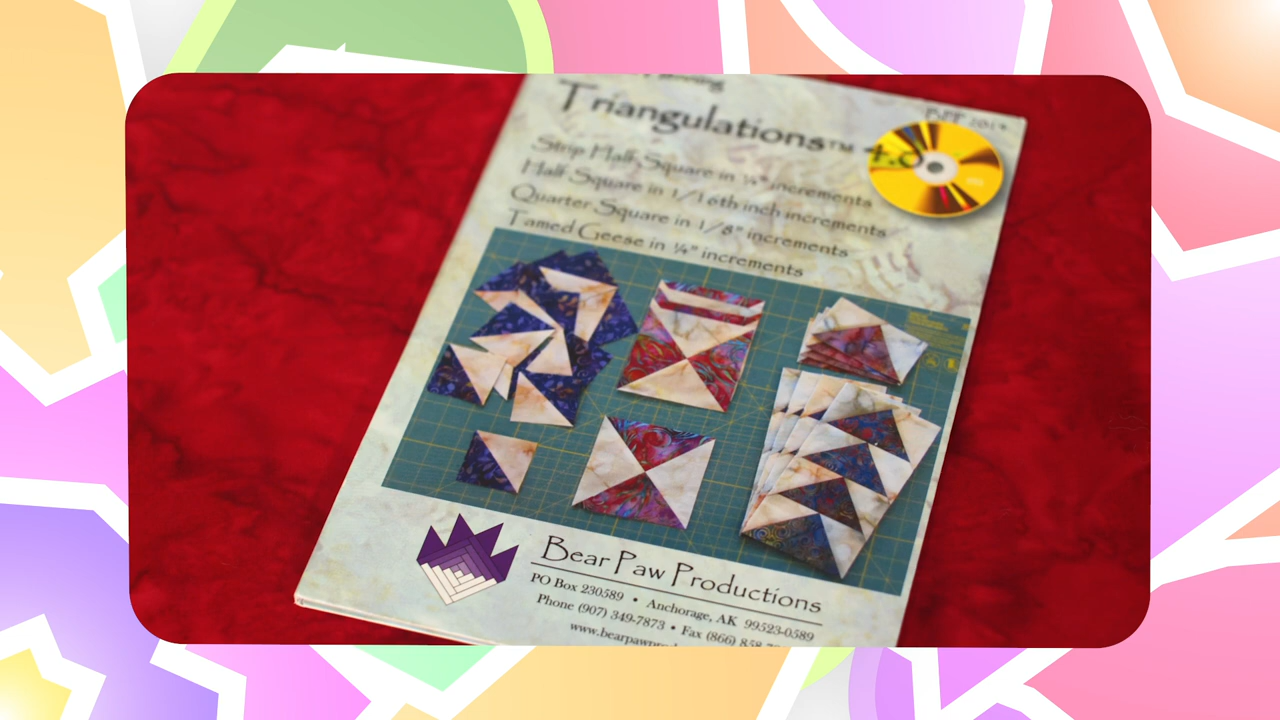 Triangulations™ 4.0
Strip Half-Square in ¼" increments
Half Square in 1/16th inch increments
Quarter Square in 1/8" increments
Tamed Geese in ¼" increments
Bear Paw Productions
PO Box 230589 • Anchorage, AK 99523-0589
Phone (907) 349-7873 • Fax (866)